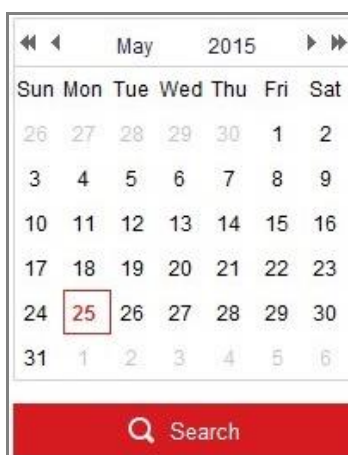 May 2015
Sun Mon Tue Wed Thu Fri Sat
26 27 28 29 30 1 2
3 4 5 6 7 8 9
10 11 12 13 14 15 16
17 18 19 20 21 22 23
24 25 26 27 28 29 30
31 1 2 3 4 5 6
Search